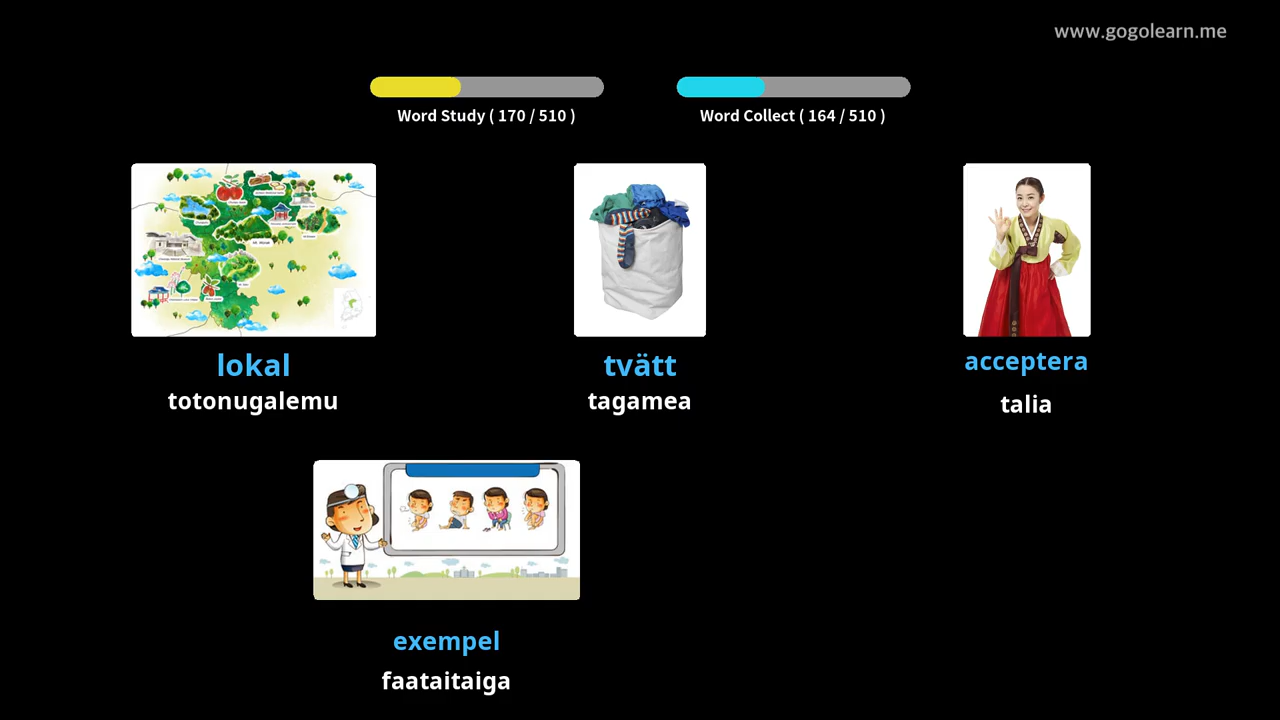 www.gogolearn.me
Word Study ( 170 / 510 )
Word Collect ( 164 / 510 )
lokal
totonugalemu
tvätt
tagamea
acceptera
talia
exempel
faataitaiga